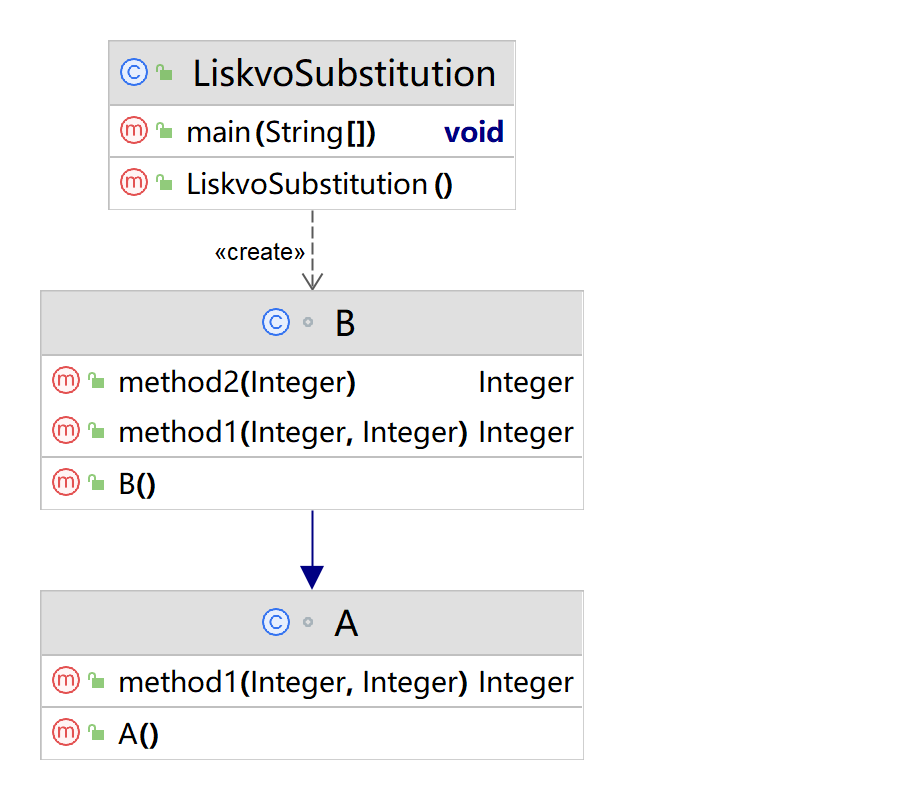 LiskvoSubstitution
main(String[]) void
LiskvoSubstitution()
«create»
B
method2(Integer) Integer
method1(Integer, Integer) Integer
B()
A
method1(Integer, Integer) Integer
A()